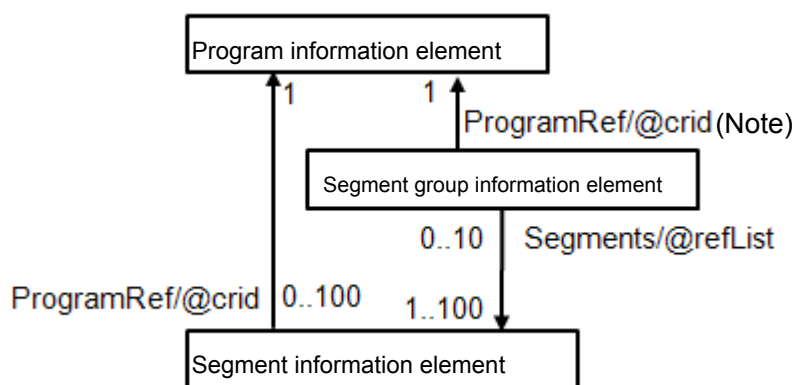 Program information element
1
1
ProgramRef/@crid (Note)
Segment group information element
0..10
Segments/@refList
ProgramRef/@crid
0..100
1..100
Segment information element